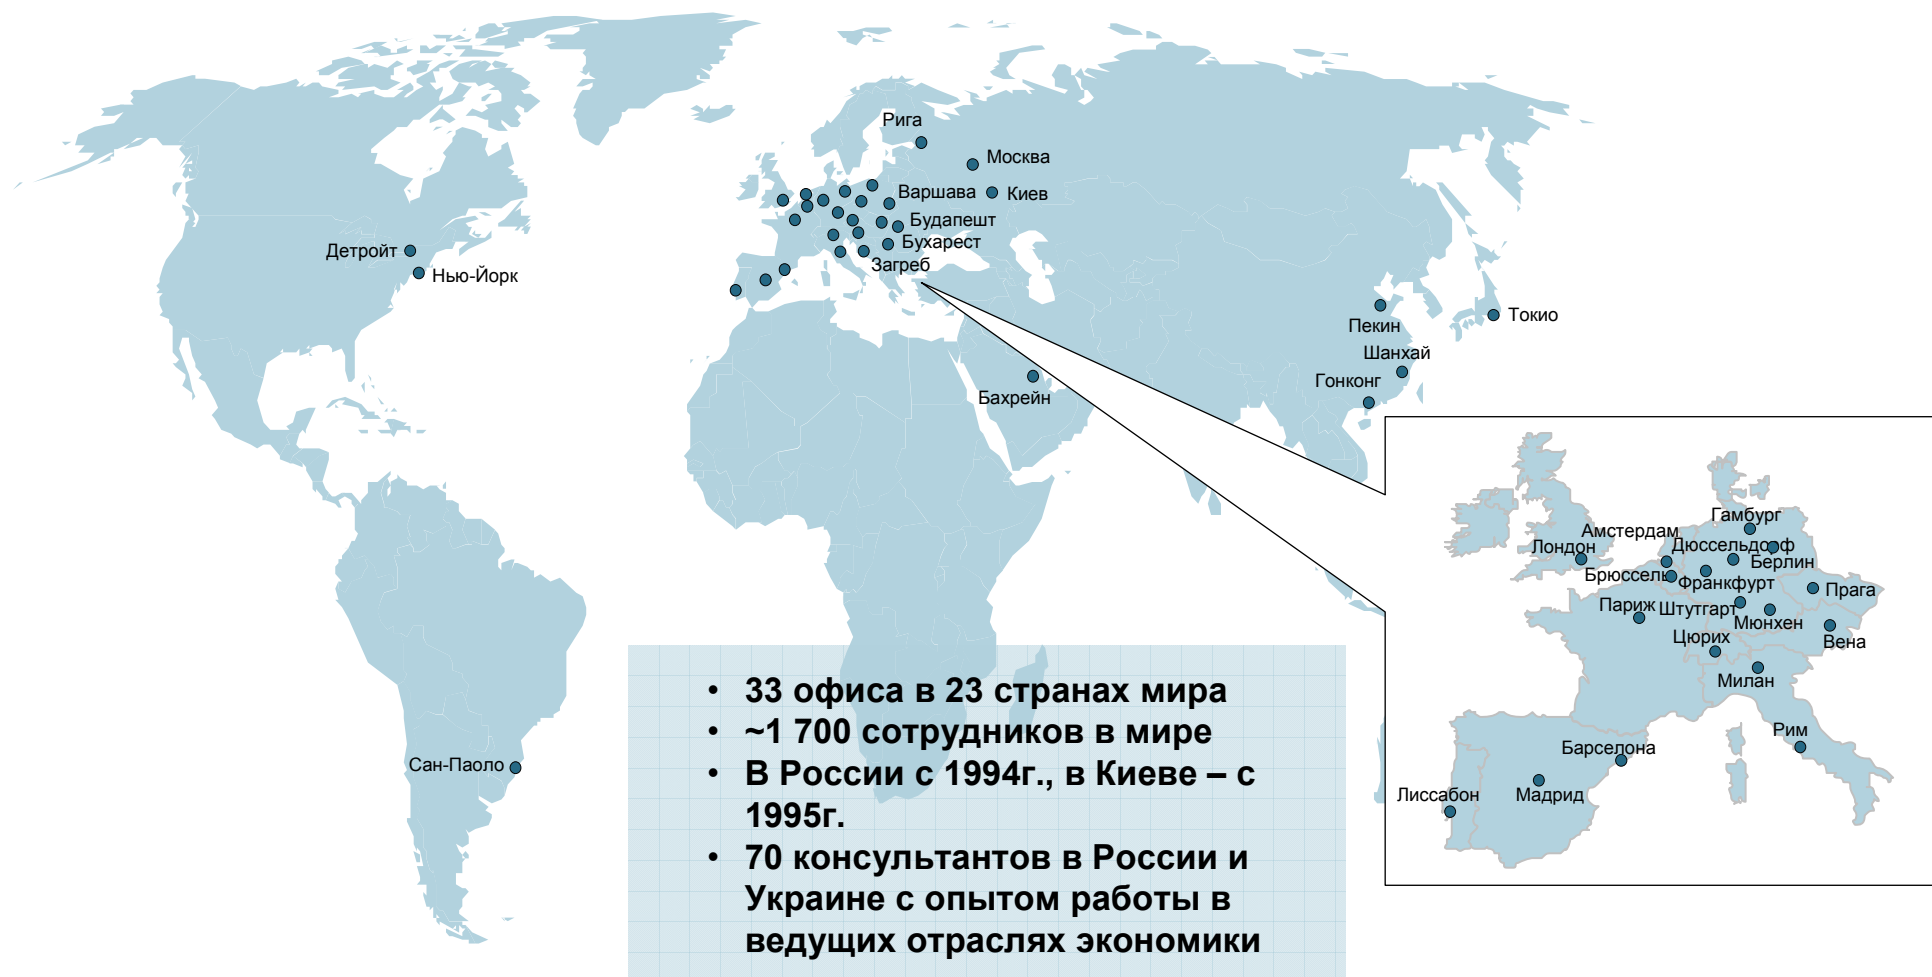 Рига
Москва
Варшава
Киев
Будапешт
Бухарест
Загреб
Детройт
Нью-Йорк
Токио
Пекин
Шанхай
Гонконг
Бахрейн
Сан-Паоло
Гамбург
Амстердам
Лондон
Дюссельдорф
Берлин
Брюссель
Франкфурт
Прага
Париж
Штутгарт
Мюнхен
Цюрих
Вена
Милан
Рим
Барселона
Лиссабон
Мадрид
• 33 офиса в 23 странах мира
• ~1 700 сотрудников в мире
• В России с 1994г., в Киеве – с
1995г.
• 70 консультантов в России и
Украине с опытом работы в
ведущих отраслях экономики